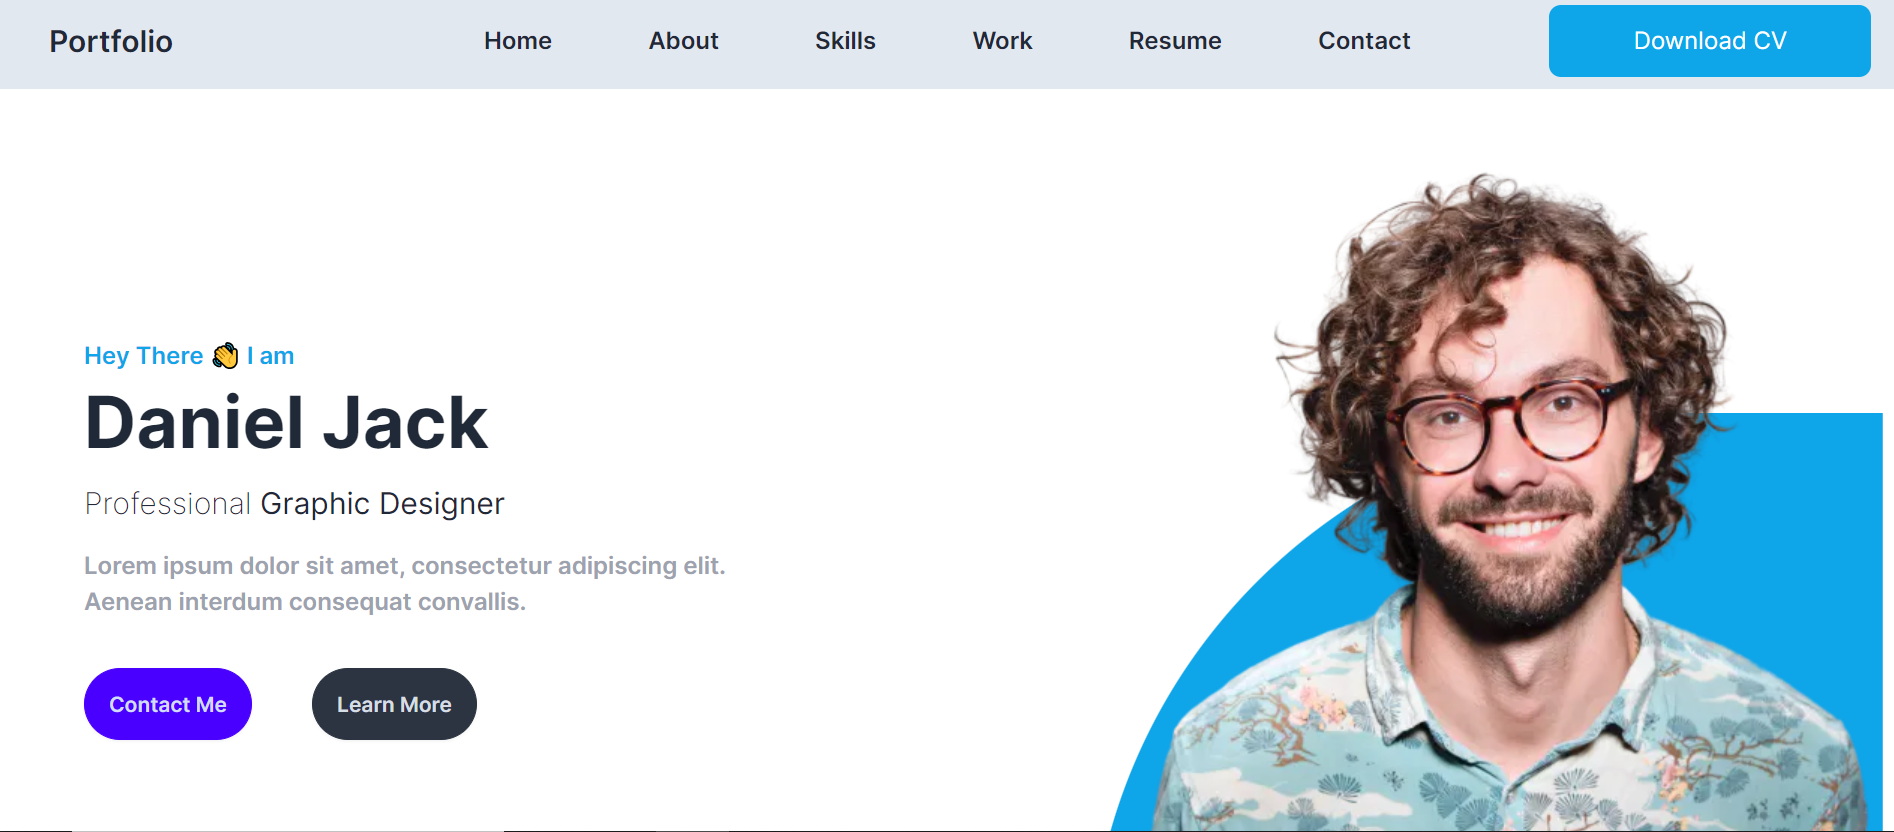 Portfolio Home About Skills Work Resume Contact Download CV
Hey There 👋 I am
Daniel Jack
Professional Graphic Designer
Lorem ipsum dolor sit amet, consectetur adipiscing elit.
Aenean interdum consequat convallis.
Contact Me Learn More